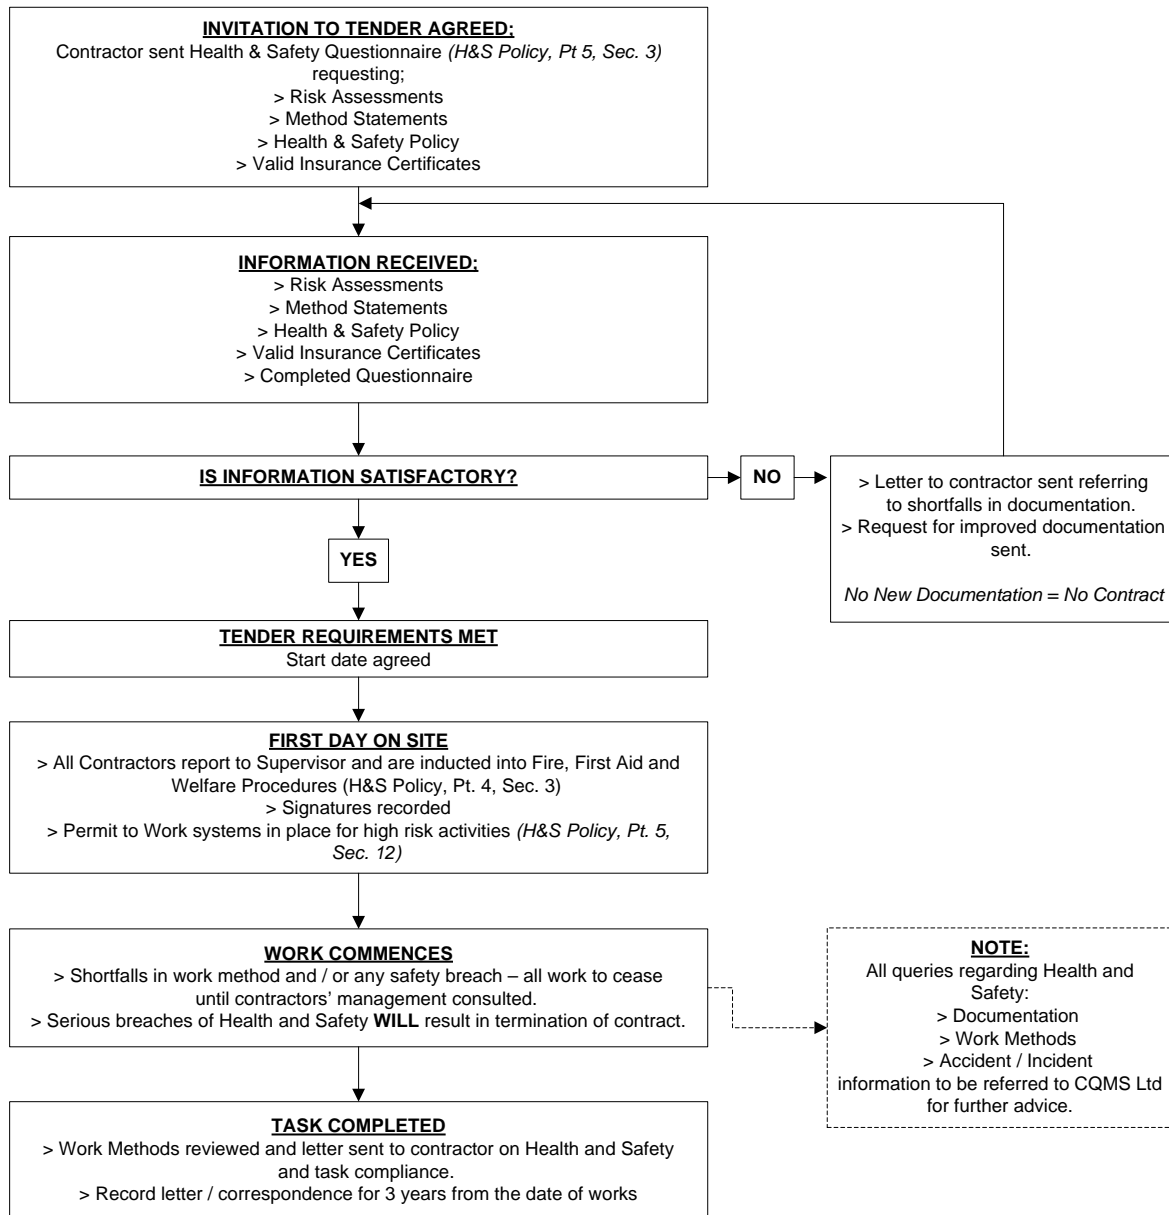 INVITATION TO TENDER AGREED;
Contractor sent Health & Safety Questionnaire (H&S Policy, Pt 5, Sec. 3)
requesting;
> Risk Assessments
> Method Statements
> Health & Safety Policy
> Valid Insurance Certificates
INFORMATION RECEIVED;
> Risk Assessments
> Method Statements
> Health & Safety Policy
> Valid Insurance Certificates
> Completed Questionnaire
IS INFORMATION SATISFACTORY?
NO
> Letter to contractor sent referring
to shortfalls in documentation.
> Request for improved documentation
sent.
No New Documentation = No Contract
YES
TENDER REQUIREMENTS MET
Start date agreed
FIRST DAY ON SITE
> All Contractors report to Supervisor and are inducted into Fire, First Aid and
Welfare Procedures (H&S Policy, Pt. 4, Sec. 3)
> Signatures recorded
> Permit to Work systems in place for high risk activities (H&S Policy, Pt. 5,
Sec. 12)
WORK COMMENCES
> Shortfalls in work method and / or any safety breach – all work to cease
until contractors' management consulted.
> Serious breaches of Health and Safety WILL result in termination of contract.
NOTE:
All queries regarding Health and
Safety:
> Documentation
> Work Methods
> Accident / Incident
information to be referred to CQMS Ltd
for further advice.
TASK COMPLETED
> Work Methods reviewed and letter sent to contractor on Health and Safety
and task compliance.
> Record letter / correspondence for 3 years from the date of works